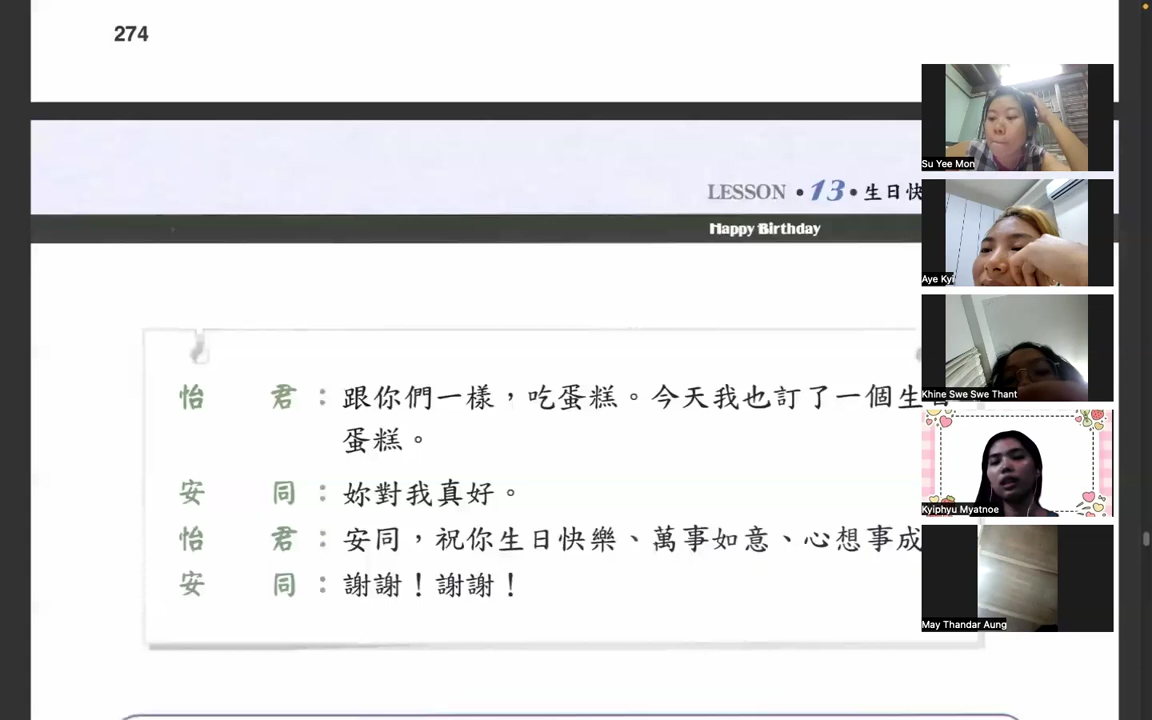 274
LESSON • 13 • 生日快
Happy Birthday
怡 君：跟你們一樣，吃蛋糕。今天我也訂了一個生
蛋糕。
安 同：妳對我真好。
怡 君：安同，祝你生日快樂、萬事如意、心想事成
安 同：謝謝！謝謝！
Su Yee Mon
Aye Kyi
Khine Swe Swe Thant
Kyiphyu Myatnoe
May Thandar Aung